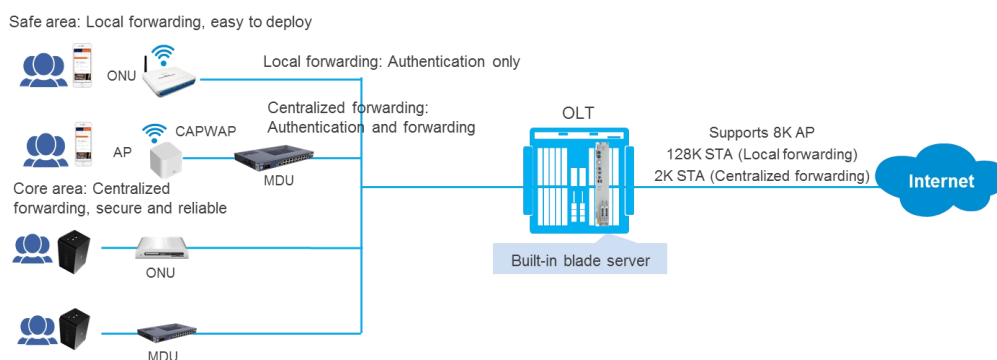 Safe area: Local forwarding, easy to deploy
ONU
Local forwarding: Authentication only
Centralized forwarding:
Authentication and forwarding
CAPWAP
AP
MDU
OLT
Supports 8K AP
128K STA (Local forwarding)
2K STA (Centralized forwarding)
Internet
Core area: Centralized
forwarding, secure and reliable
ONU
Built-in blade server
MDU